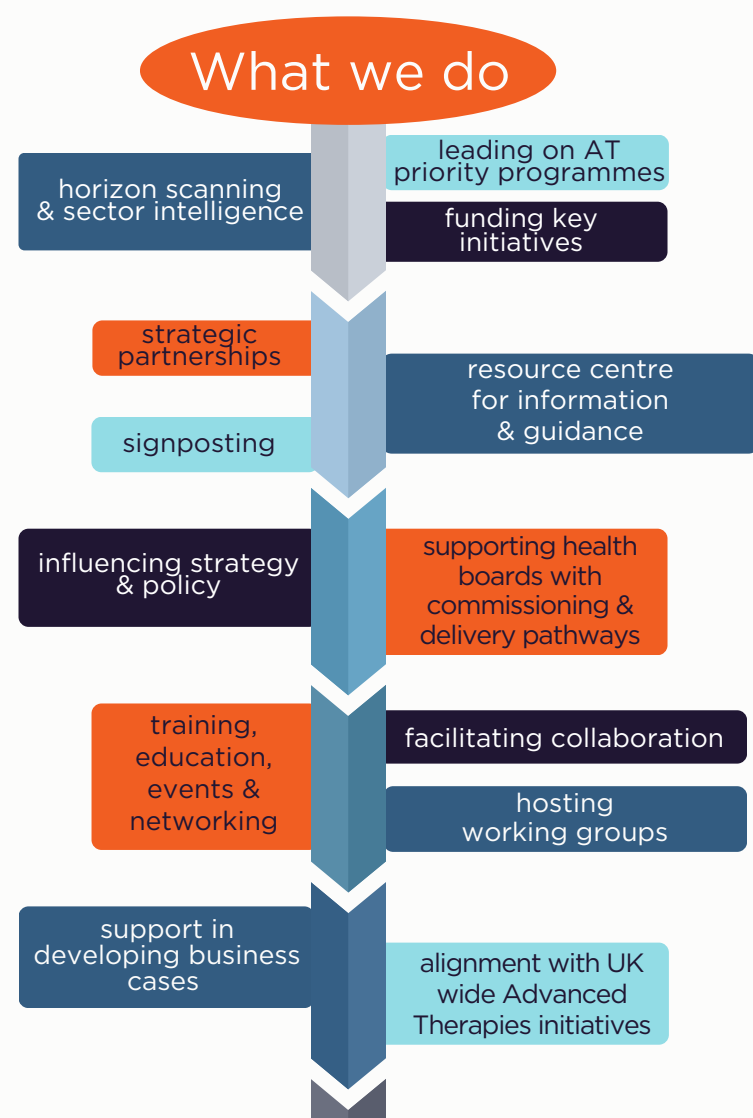 What we do
horizon scanning
& sector intelligence
leading on AT
priority programmes
funding key
initiatives
strategic
partnerships
resource centre
for information
& guidance
signposting
influencing strategy
& policy
supporting health
boards with
commissioning &
delivery pathways
training,
education,
events &
networking
facilitating collaboration
hosting
working groups
support in
developing business
cases
alignment with UK
wide Advanced
Therapies initiatives